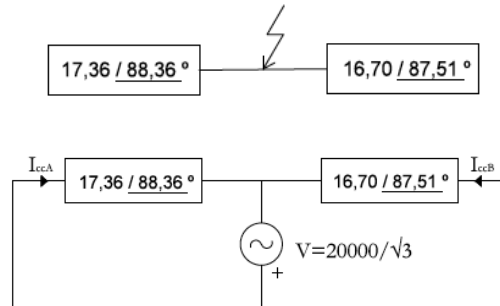 17,36 / 88,36 º
16,70 / 87,51 º
IccA
17,36 / 88,36 º
16,70 / 87,51 º
IccB
V=20000/√3
+